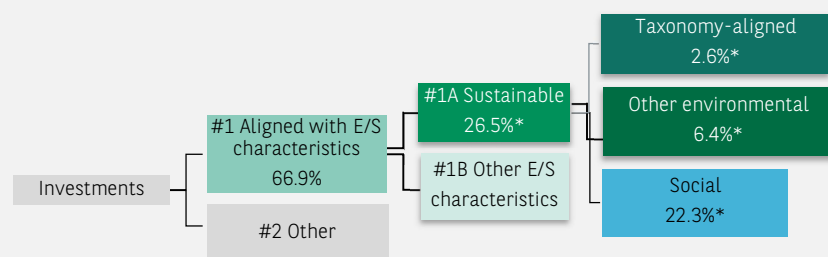 Investments
#1 Aligned with E/S
characteristics
66.9%
#2 Other
#1A Sustainable
26.5%*
#1B Other E/S
characteristics
Taxonomy-aligned
2.6%*
Other environmental
6.4%*
Social
22.3%*